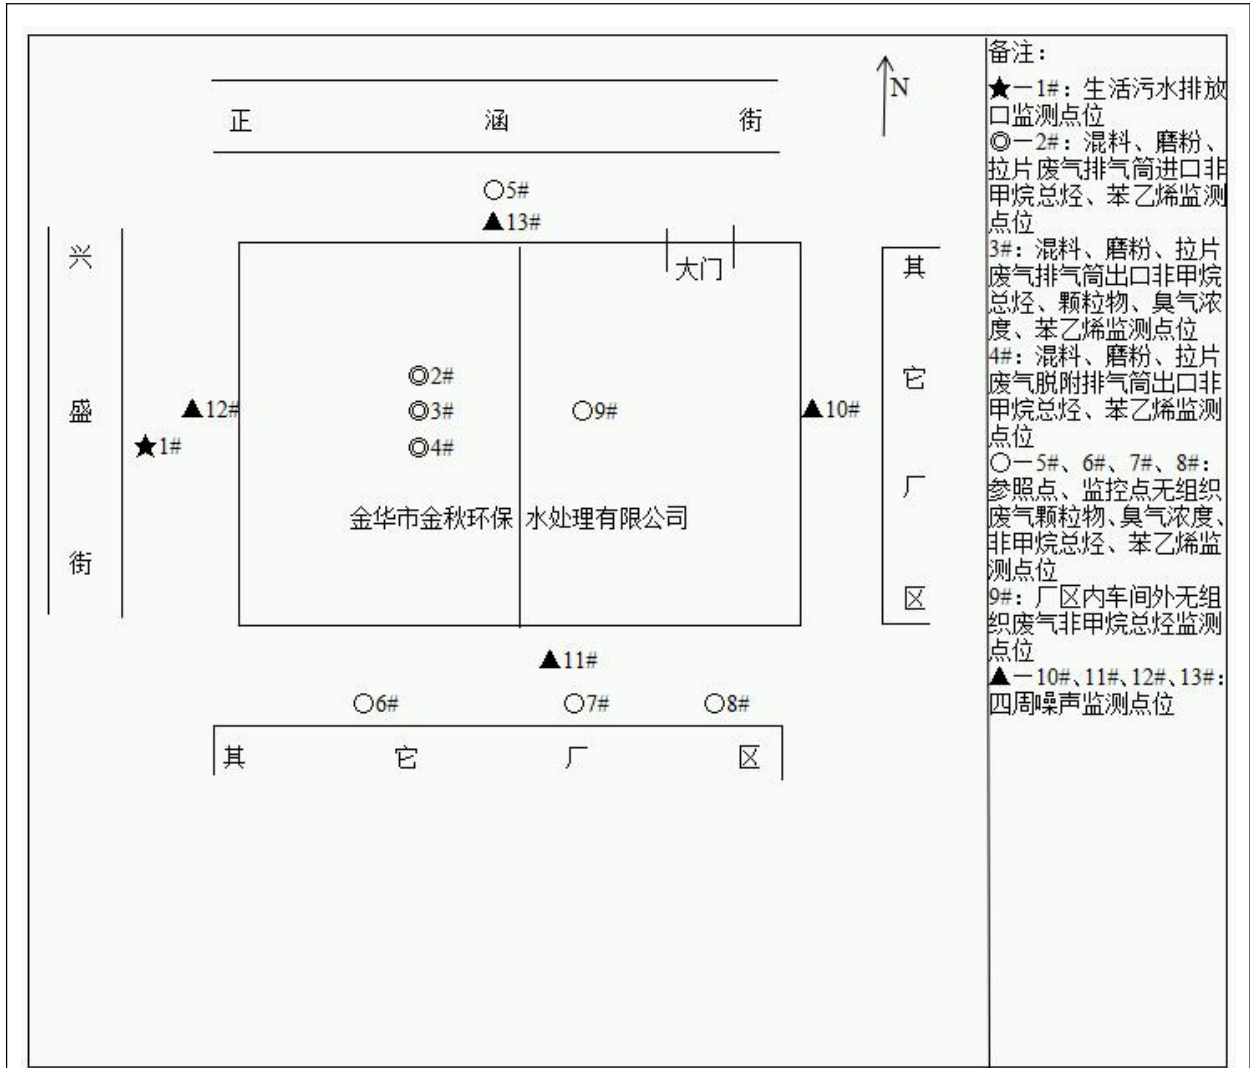 正 涵 街
N
○5#
▲13#
大门
兴 盛 街
其 它 厂 区
◎2#
▲12#
◎3#
○9#
▲10#
★1#
◎4#
金华市金秋环保 水处理有限公司
▲11#
○6#
○7#
○8#
其 它 厂 区
备注：
★－1#：生活污水排放
口监测点位
◎－2#：混料、磨粉、
拉片废气排气筒进口非
甲烷总烃、苯乙烯监测
点位
3#：混料、磨粉、拉片
废气排气筒出口非甲烷
总烃、颗粒物、臭气浓
度、苯乙烯监测点位
4#：混料、磨粉、拉片
废气脱附排气筒出口非
甲烷总烃、苯乙烯监测
点位
○－5#、6#、7#、8#：
参照点、监控点无组织
废气颗粒物、臭气浓度、
非甲烷总烃、苯乙烯监
测点位
9#：厂区内车间外无组
织废气非甲烷总烃监测
点位
▲－10#、11#、12#、13#：
四周噪声监测点位